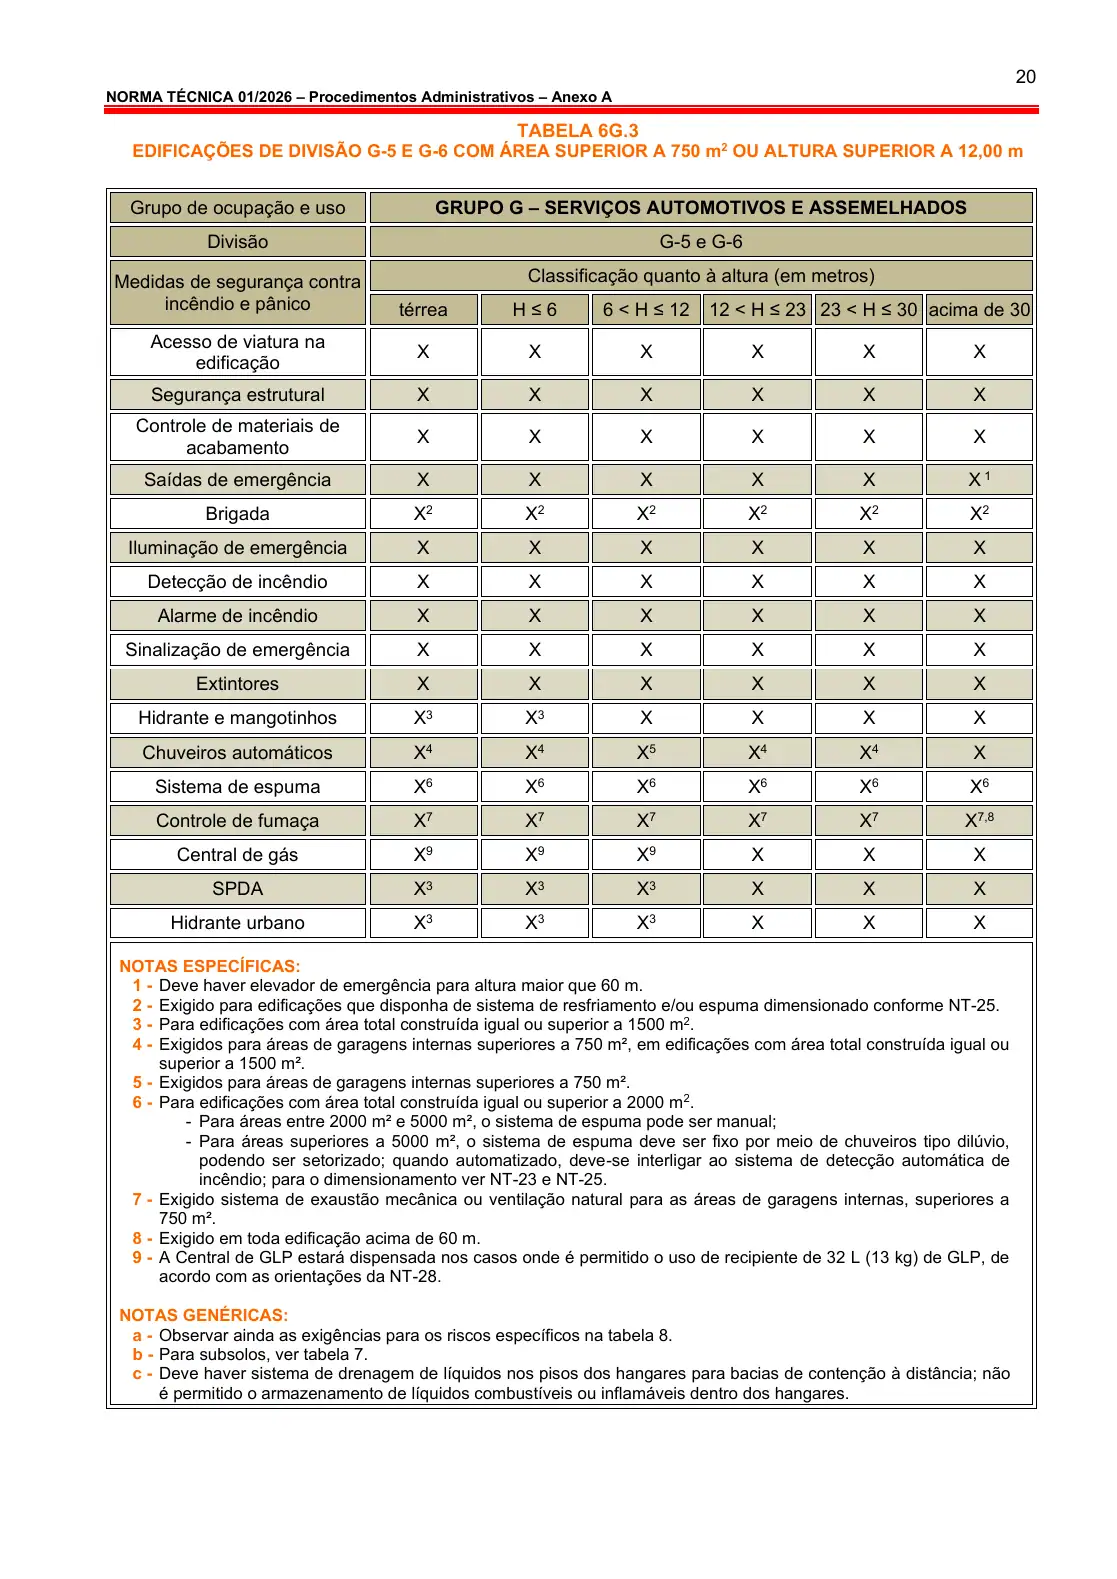 20
NORMA TÉCNICA 01/2026 – Procedimentos Administrativos – Anexo A
TABELA 6G.3
EDIFICAÇÕES DE DIVISÃO G-5 E G-6 COM ÁREA SUPERIOR A 750 m² OU ALTURA SUPERIOR A 12,00 m
Grupo de ocupação e uso GRUPO G – SERVIÇOS AUTOMOTIVOS E ASSEMELHADOS
Divisão G-5 e G-6
Medidas de segurança contra incêndio e pânico Classificação quanto à altura (em metros)
térrea H ≤ 6 6 < H ≤ 12 12 < H ≤ 23 23 < H ≤ 30 acima de 30
Acesso de viatura na
edificação X X X X X X
Segurança estrutural X X X X X X
Controle de materiais de
acabamento X X X X X X
Saídas de emergência X X X X X X ¹
Brigada X² X² X² X² X² X²
Iluminação de emergência X X X X X X
Detecção de incêndio X X X X X X
Alarme de incêndio X X X X X X
Sinalização de emergência X X X X X X
Extintores X X X X X X
Hidrante e mangotinhos X³ X³ X X X X
Chuveiros automáticos X⁴ X⁴ X⁵ X⁴ X⁴ X
Sistema de espuma X⁶ X⁶ X⁶ X⁶ X⁶ X⁶
Controle de fumaça X⁷ X⁷ X⁷ X⁷ X⁷ X⁷,⁸
Central de gás X⁹ X⁹ X⁹ X X X
SPDA X³ X³ X³ X X X
Hidrante urbano X³ X³ X³ X X X
NOTAS ESPECÍFICAS:
1 - Deve haver elevador de emergência para altura maior que 60 m.
2 - Exigido para edificações que disponha de sistema de resfriamento e/ou espuma dimensionado conforme NT-25.
3 - Para edificações com área total construída igual ou superior a 1500 m².
4 - Exigidos para áreas de garagens internas superiores a 750 m², em edificações com área total construída igual ou
superior a 1500 m².
5 - Exigidos para áreas de garagens internas superiores a 750 m².
6 - Para edificações com área total construída igual ou superior a 2000 m².
- Para áreas entre 2000 m² e 5000 m², o sistema de espuma pode ser manual;
- Para áreas superiores a 5000 m², o sistema de espuma deve ser fixo por meio de chuveiros tipo dilúvio,
podendo ser setorizado; quando automatizado, deve-se interligar ao sistema de detecção automática de
incêndio; para o dimensionamento ver NT-23 e NT-25.
7 - Exigido sistema de exaustão mecânica ou ventilação natural para as áreas de garagens internas, superiores a
750 m².
8 - Exigido em toda edificação acima de 60 m.
9 - A Central de GLP estará dispensada nos casos onde é permitido o uso de recipiente de 32 L (13 kg) de GLP, de
acordo com as orientações da NT-28.
NOTAS GENÉRICAS:
a - Observar ainda as exigências para os riscos específicos na tabela 8.
b - Para subsolos, ver tabela 7.
c - Deve haver sistema de drenagem de líquidos nos pisos dos hangares para bacias de contenção à distância; não
é permitido o armazenamento de líquidos combustíveis ou inflamáveis dentro dos hangares.